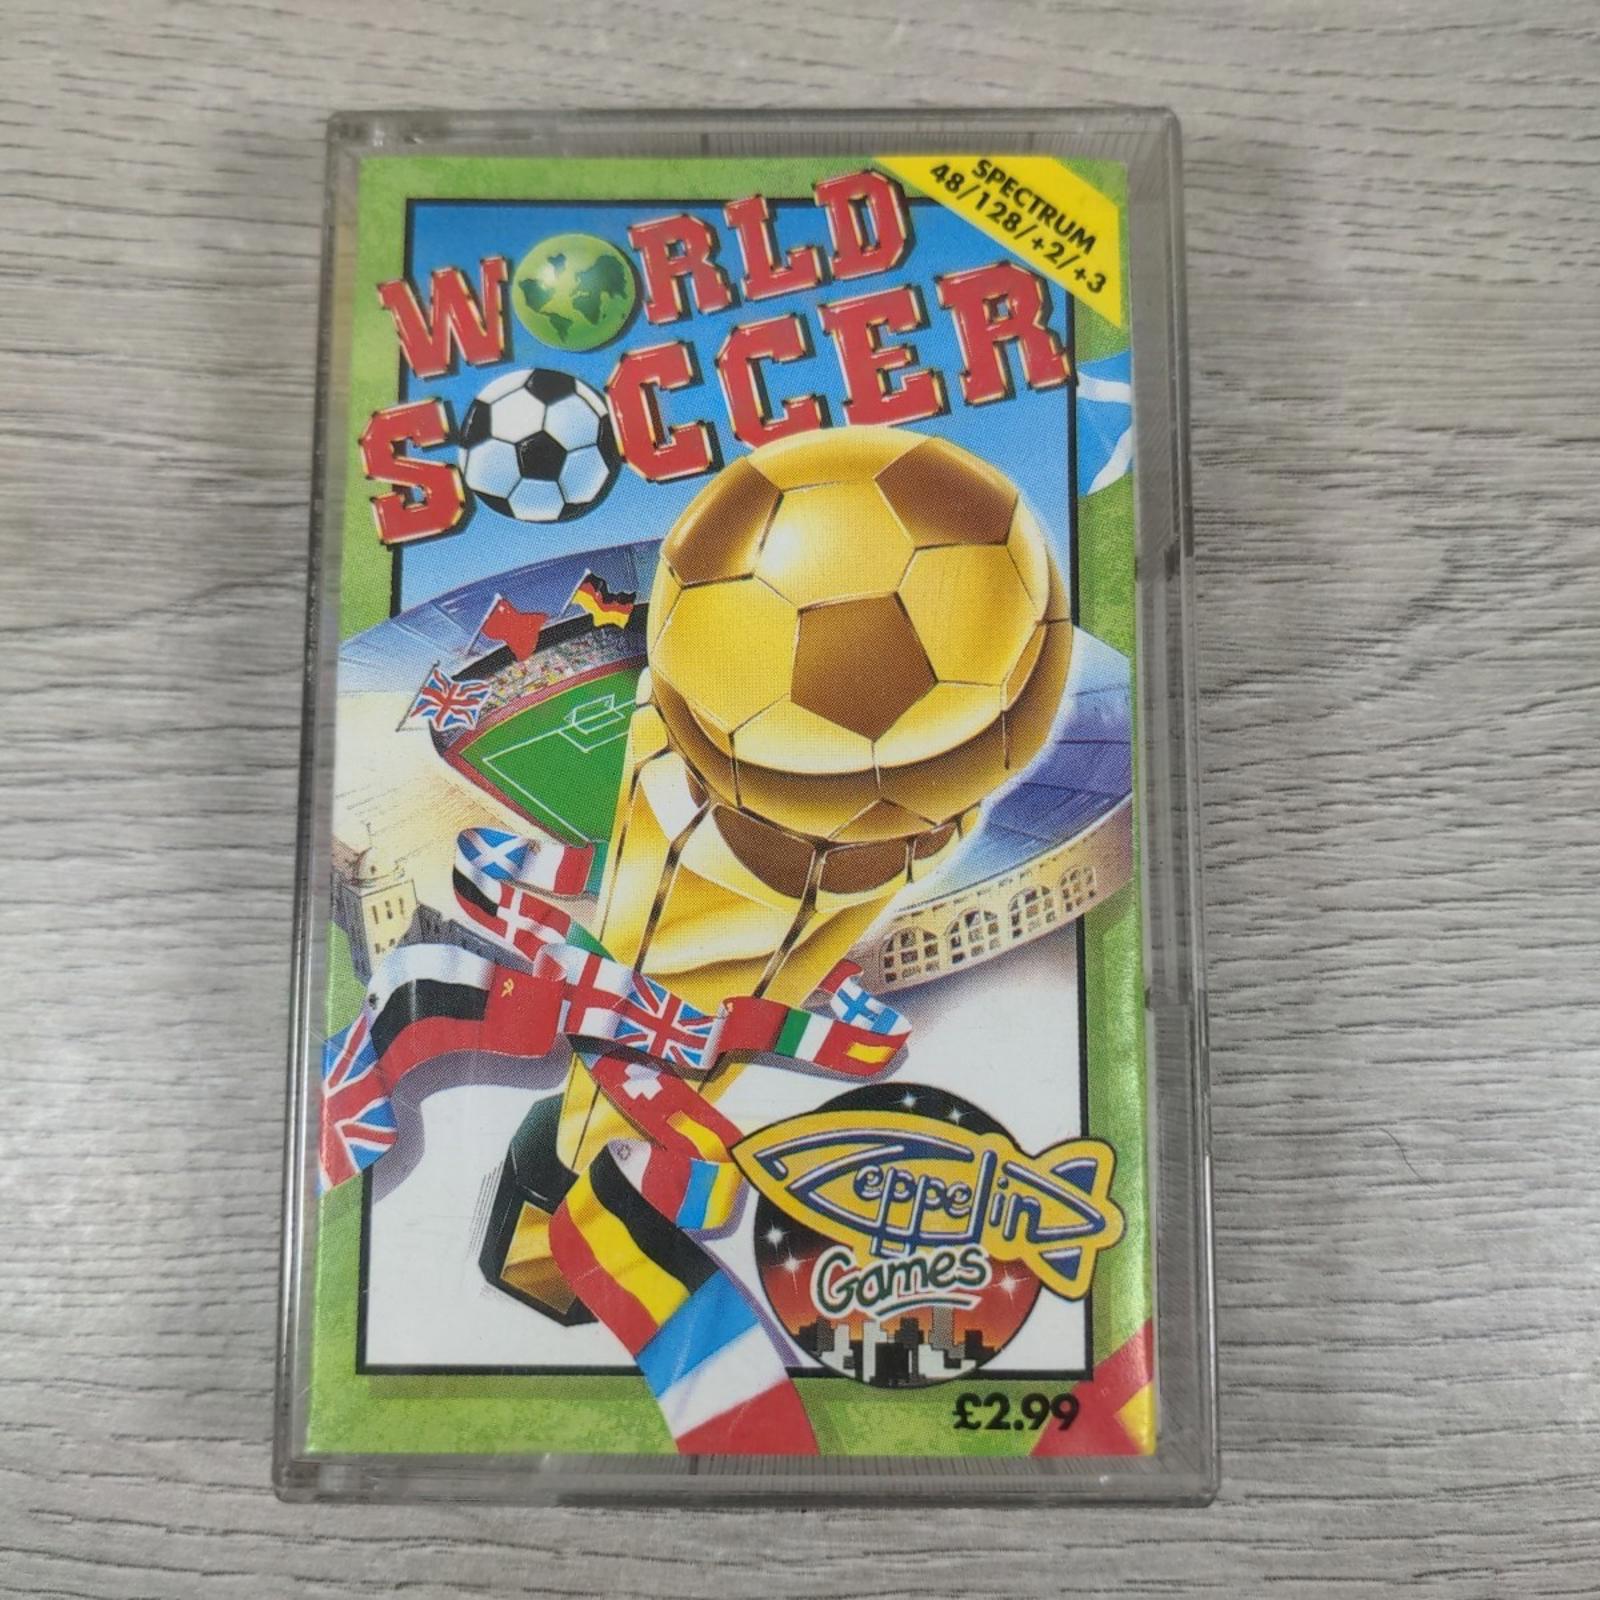 SPECTRUM
48/128/+2/+3
WORLD
SOCCER
Zeppelin
Games
£2.99